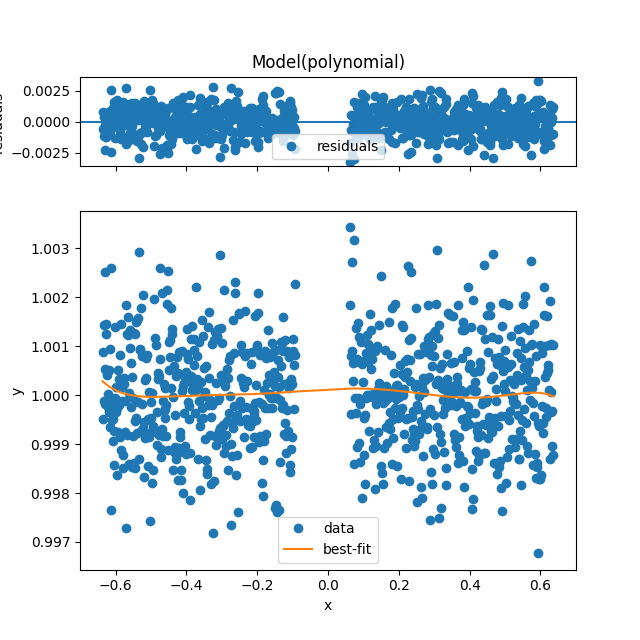 Model(polynomial)
0.0025
0.0000
−0.0025
residuals
residuals
1.003
1.002
1.001
1.000
0.999
0.998
0.997
y
data
best-fit
−0.6 −0.4 −0.2 0.0 0.2 0.4 0.6
x